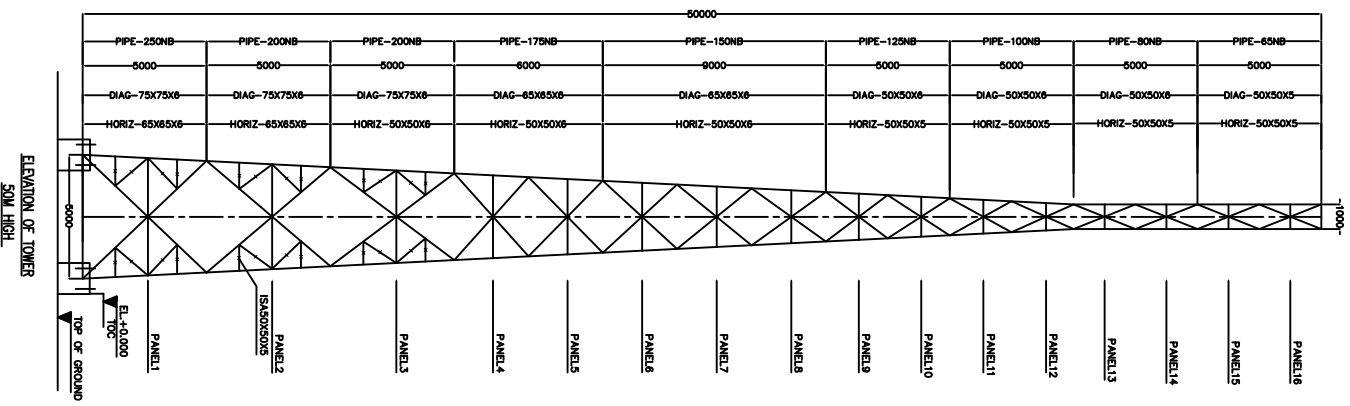 50000
PIPE-250NB PIPE-200NB PIPE-200NB PIPE-175NB PIPE-150NB PIPE-125NB PIPE-100NB PIPE-80NB PIPE-65NB
5000 5000 5000 6000 9000 5000 5000 5000 5000
DIAG-75X75X6 DIAG-75X75X6 DIAG-75X75X6 DIAG-65X65X6 DIAG-65X65X6 DIAG-50X50X6 DIAG-50X50X6 DIAG-50X50X6 DIAG-50X50X5
HORIZ-65X65X6 HORIZ-65X65X6 HORIZ-50X50X6 HORIZ-50X50X6 HORIZ-50X50X6 HORIZ-50X50X5 HORIZ-50X50X5 HORIZ-50X50X5 HORIZ-50X50X5
1000
5000
ELEVATION OF TOWER
50M HIGH
ISA50X50X5
EL.+0.000
TOC
TOP OF GROUND
PANEL1
PANEL2
PANEL3
PANEL4
PANEL5
PANEL6
PANEL7
PANEL8
PANEL9
PANEL10
PANEL11
PANEL12
PANEL13
PANEL14
PANEL15
PANEL16